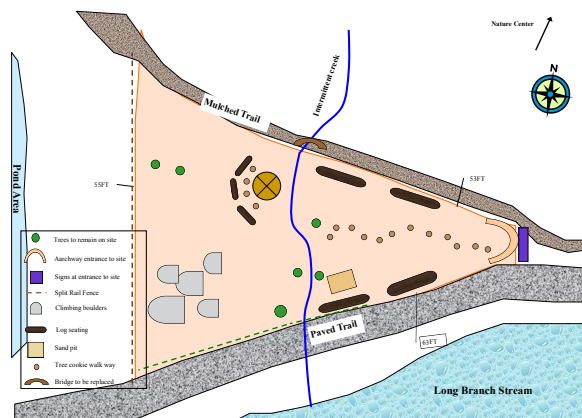 Nature Center
N
Intermittent creek
Mulched Trail
Pond Area
55FT
53FT
Trees to remain on site
Aarchway entrance to site
Signs at entrance to site
Split Rail Fence
Climbing boulders
Log seating
Sand pit
Tree cookie walk way
Bridge to be replaced
Paved Trail
63FT
Long Branch Stream